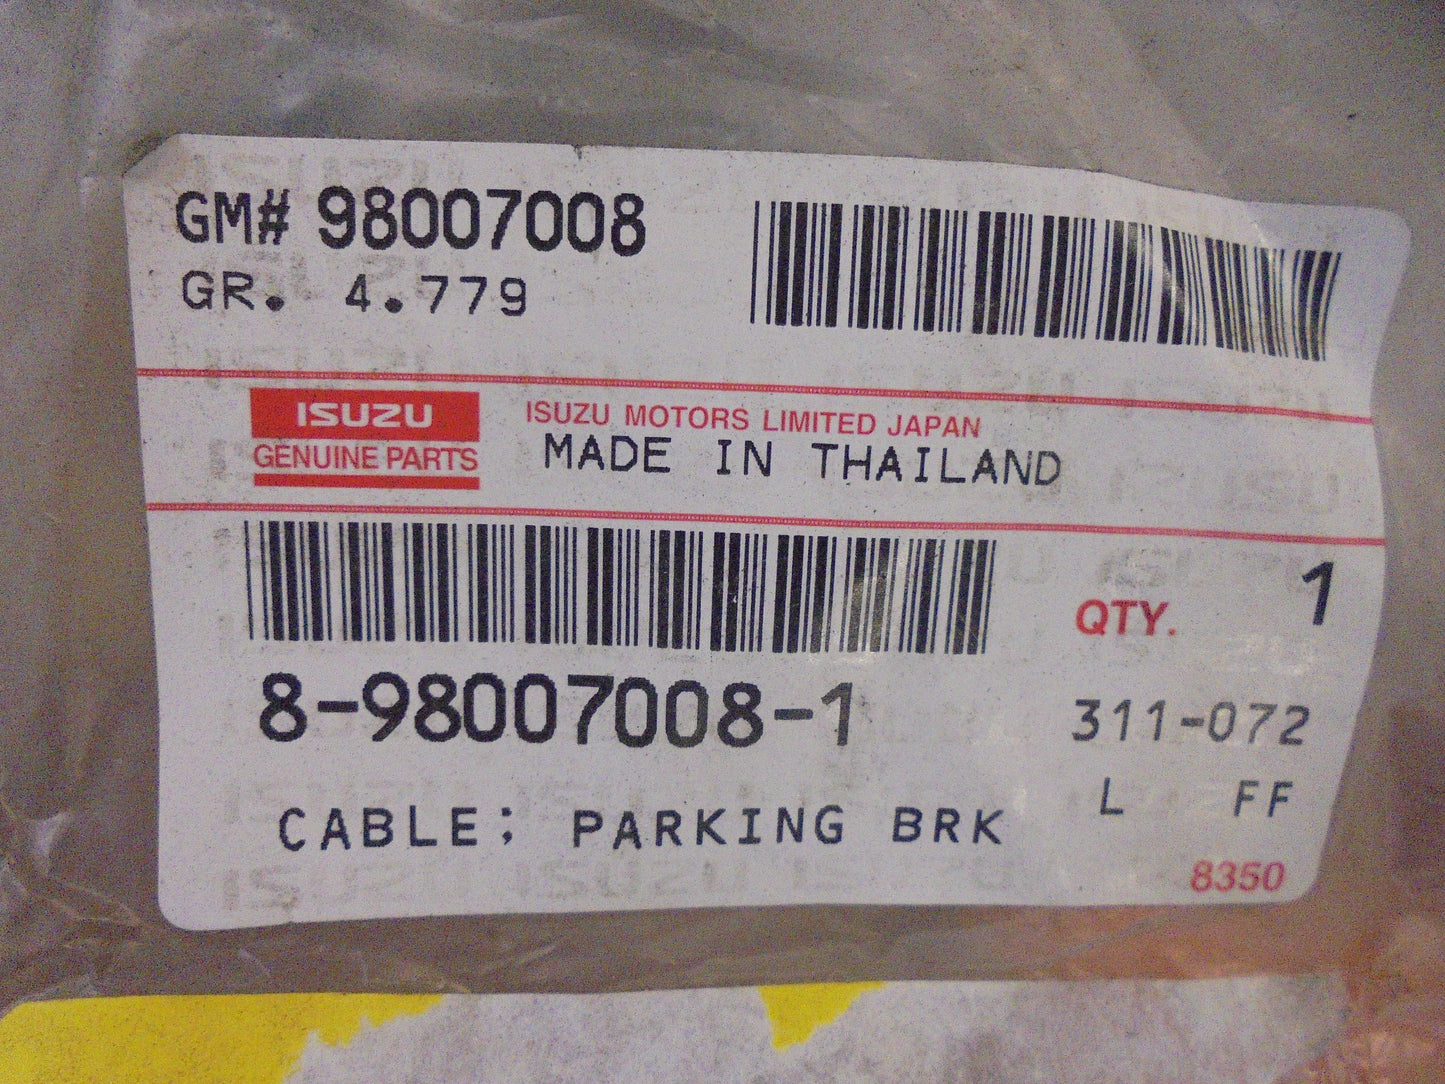 GM# 98007008
GR. 4.779
ISUZU
GENUINE PARTS
ISUZU MOTORS LIMITED JAPAN
MADE IN THAILAND
QTY. 1
8-98007008-1
311-072
CABLE; PARKING BRK
L FF
8350